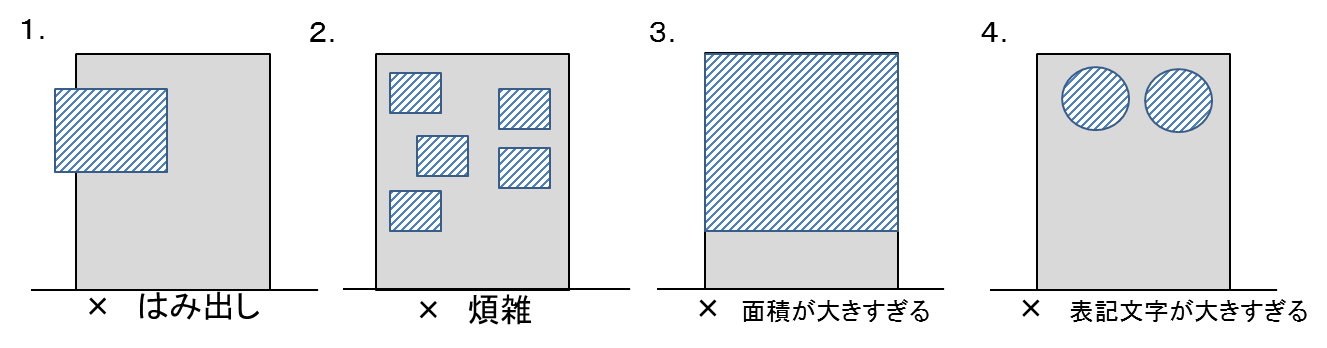 1.
2.
3.
4.
× はみ出し
× 煩雑
× 面積が大きすぎる
× 表記文字が大きすぎる